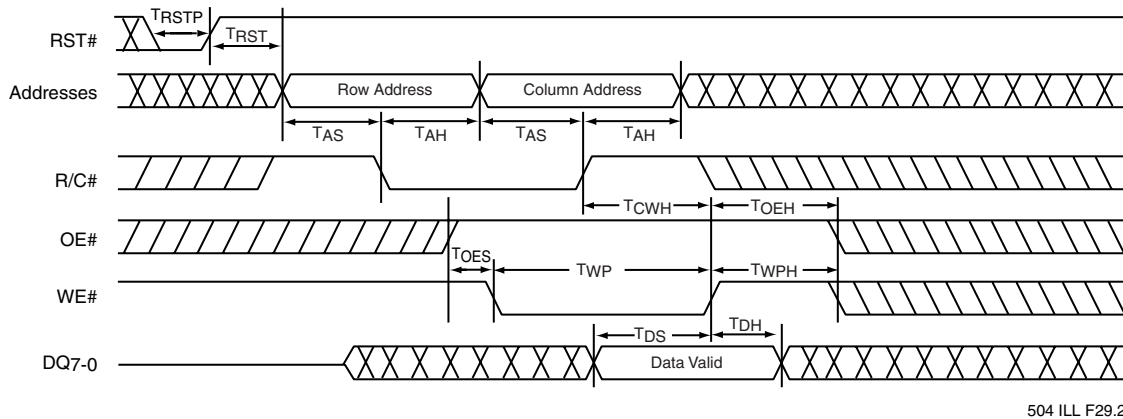 TRSTP
RST#
TRST
Addresses
Row Address
Column Address
TAS
TAH
TAS
TAH
R/C#
TCWH
TOEH
OE#
TOES
TWP
TWPH
WE#
TDS
TDH
DQ7-0
Data Valid
504 ILL F29.2